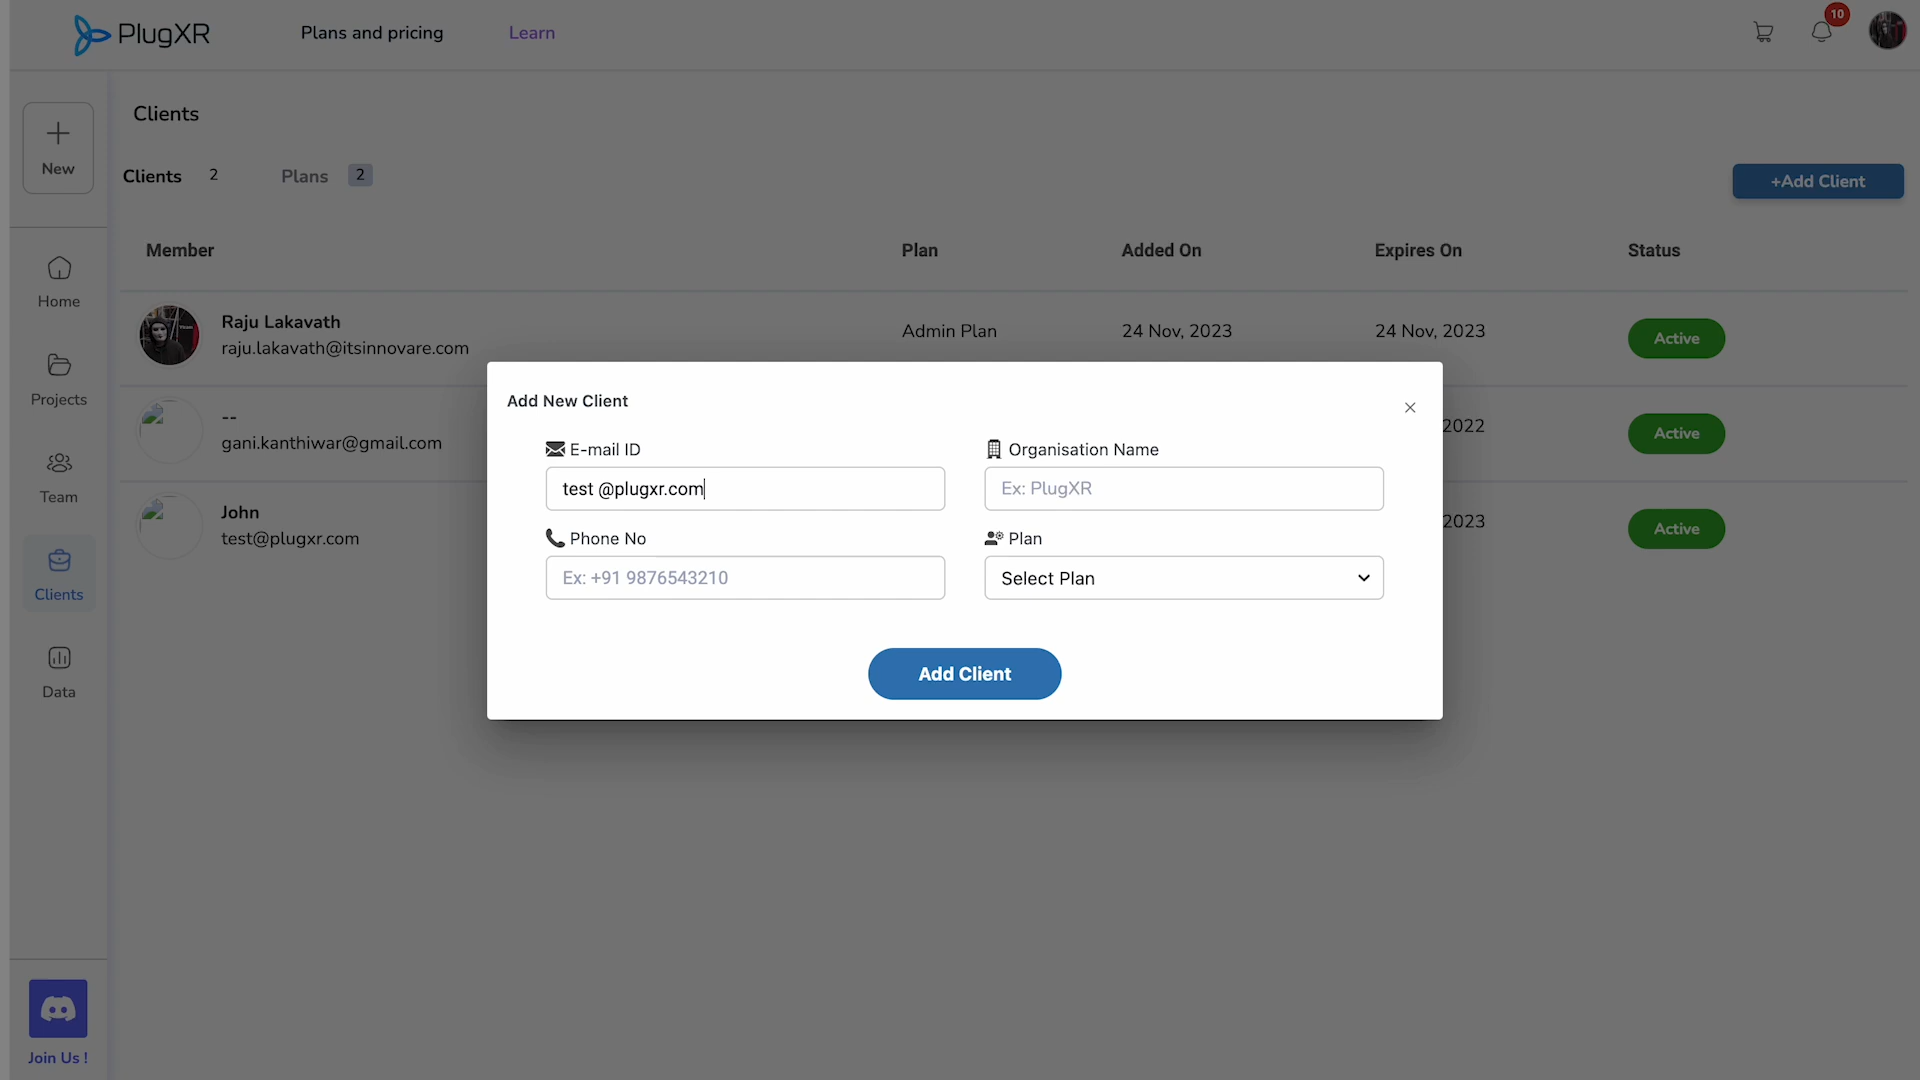 PlugXR
Plans and pricing
Learn
10
New
Clients
Clients 2
Plans 2
+Add Client
Member
Plan
Added On
Expires On
Status
Home
Raju Lakavath
raju.lakavath@itsinnovare.com
Admin Plan
24 Nov, 2023
24 Nov, 2023
Active
Projects
--
gani.kanthiwar@gmail.com
2022
Active
Team
John
test@plugxr.com
2023
Active
Clients
Data
Add New Client
×
E-mail ID
test @plugxr.com
Organisation Name
Ex: PlugXR
Phone No
Ex: +91 9876543210
Plan
Select Plan
Add Client
Join Us !